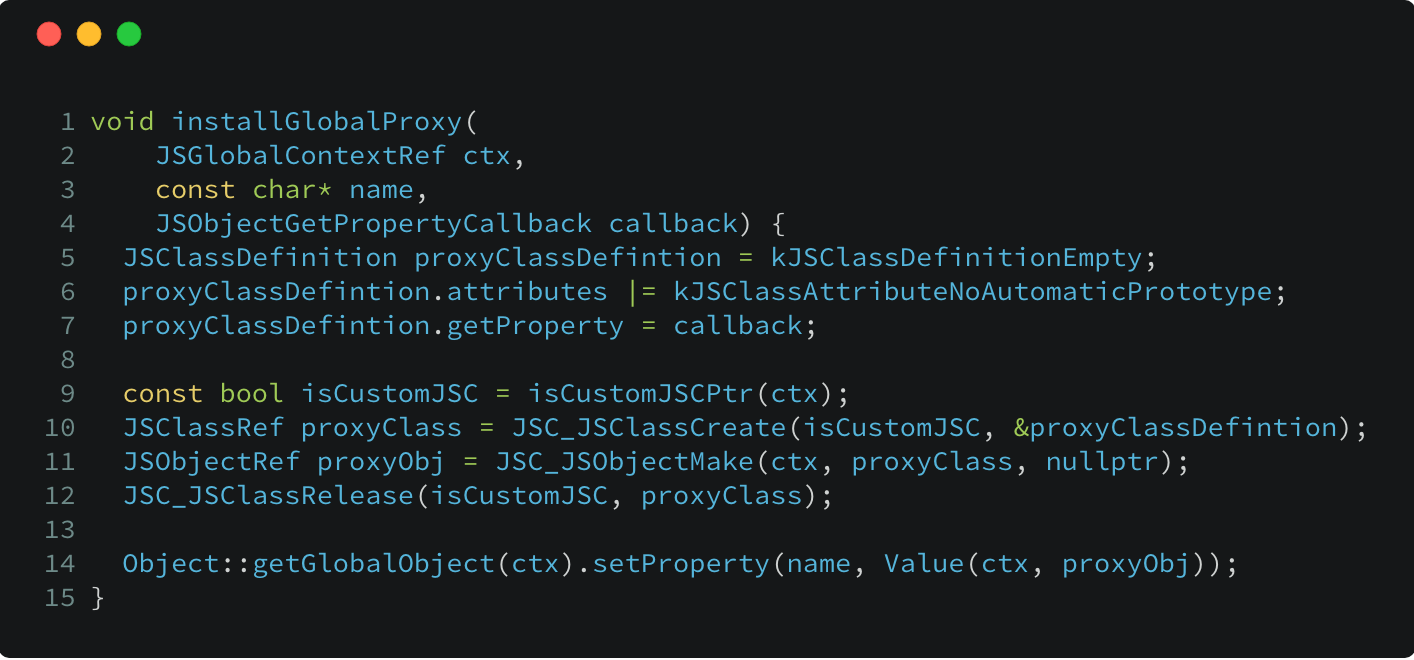 1 void installGlobalProxy(
2     JSGlobalContextRef ctx,
3     const char* name,
4     JSObjectGetPropertyCallback callback) {
5   JSClassDefinition proxyClassDefintion = kJSClassDefinitionEmpty;
6   proxyClassDefintion.attributes |= kJSClassAttributeNoAutomaticPrototype;
7   proxyClassDefintion.getProperty = callback;
8
9   const bool isCustomJSC = isCustomJSCPtr(ctx);
10   JSClassRef proxyClass = JSC_JSClassCreate(isCustomJSC, &proxyClassDefintion);
11   JSObjectRef proxyObj = JSC_JSObjectMake(ctx, proxyClass, nullptr);
12   JSC_JSClassRelease(isCustomJSC, proxyClass);
13
14   Object::getGlobalObject(ctx).setProperty(name, Value(ctx, proxyObj));
15 }